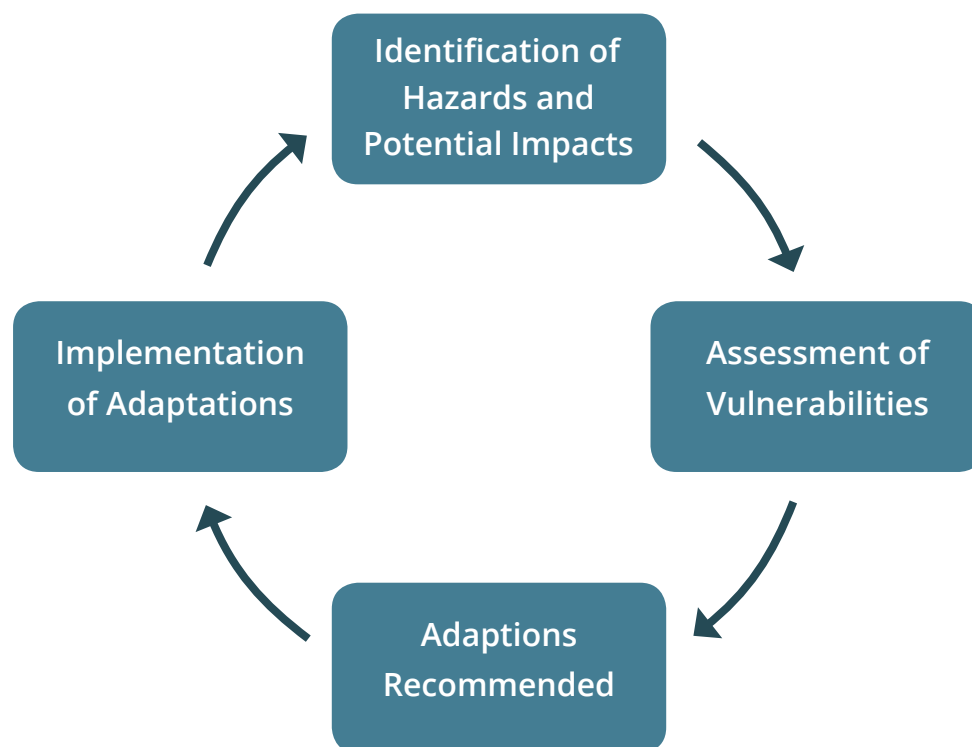 Identification of
Hazards and
Potential Impacts
Assessment of
Vulnerabilities
Adaptions
Recommended
Implementation
of Adaptations